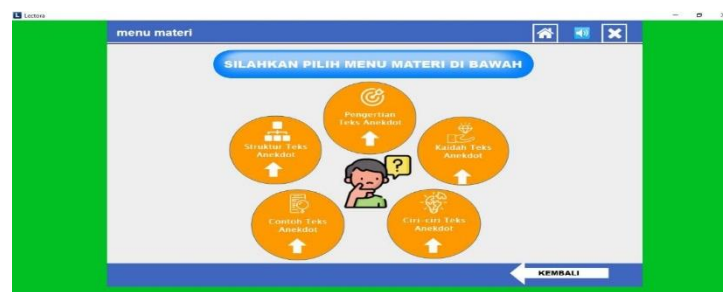 Lectora
menu materi
SILAHKAN PILIH MENU MATERI DI BAWAH
Pengertian
Teks Anekdot
Struktur Teks
Anekdot
Kaidah Teks
Anekdot
?
Contoh Teks
Anekdot
Ciri-ciri Teks
Anekdot
KEMBALI